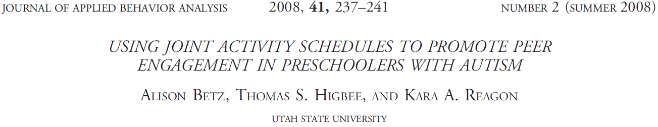 JOURNAL OF APPLIED BEHAVIOR ANALYSIS 2008, 41, 237–241 NUMBER 2 (SUMMER 2008)
USING JOINT ACTIVITY SCHEDULES TO PROMOTE PEER
ENGAGEMENT IN PRESCHOOLERS WITH AUTISM
ALISON BETZ, THOMAS S. HIGBEE, AND KARA A. REAGON
UTAH STATE UNIVERSITY